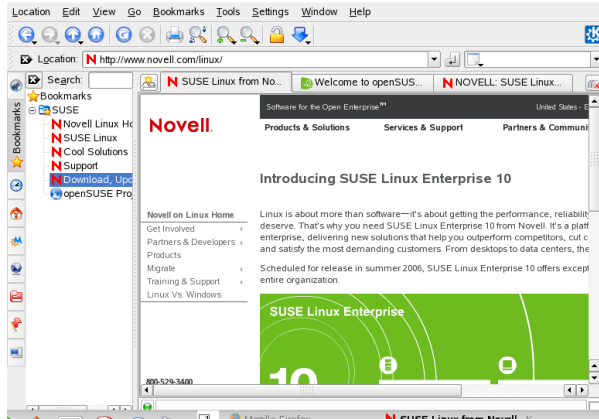 Location Edit View Go Bookmarks Tools Settings Window Help
Location: N http://www.novell.com/linux/
Search:
N SUSE Linux from No... Welcome to openSUS... N NOVELL: SUSE Linux...
Bookmarks
Bookmarks
SUSE
N Novell Linux Ho
N SUSE Linux
N Cool Solutions
N Support
N Download, Upd
openSUSE Proj
Software for the Open Enterprise™ United States - E
Novell.
Products & Solutions Services & Support Partners & Communi
Introducing SUSE Linux Enterprise 10
Novell on Linux Home
Get Involved
Partners & Developers
Products
Migrate
Training & Support
Linux Vs. Windows
800-529-3400
Linux is about more than software—it's about getting the performance, reliability
deserve. That's why you need SUSE Linux Enterprise 10 from Novell. It's a platf
enterprise, delivering new solutions that help you outperform competitors, cut c
and satisfy the most demanding customers. From desktops to data centers, the
Scheduled for release in summer 2006, SUSE Linux Enterprise 10 offers except
entire organization.
SUSE Linux Enterprise
10
Mozilla Firefox N SUSE Linux from Novell - K